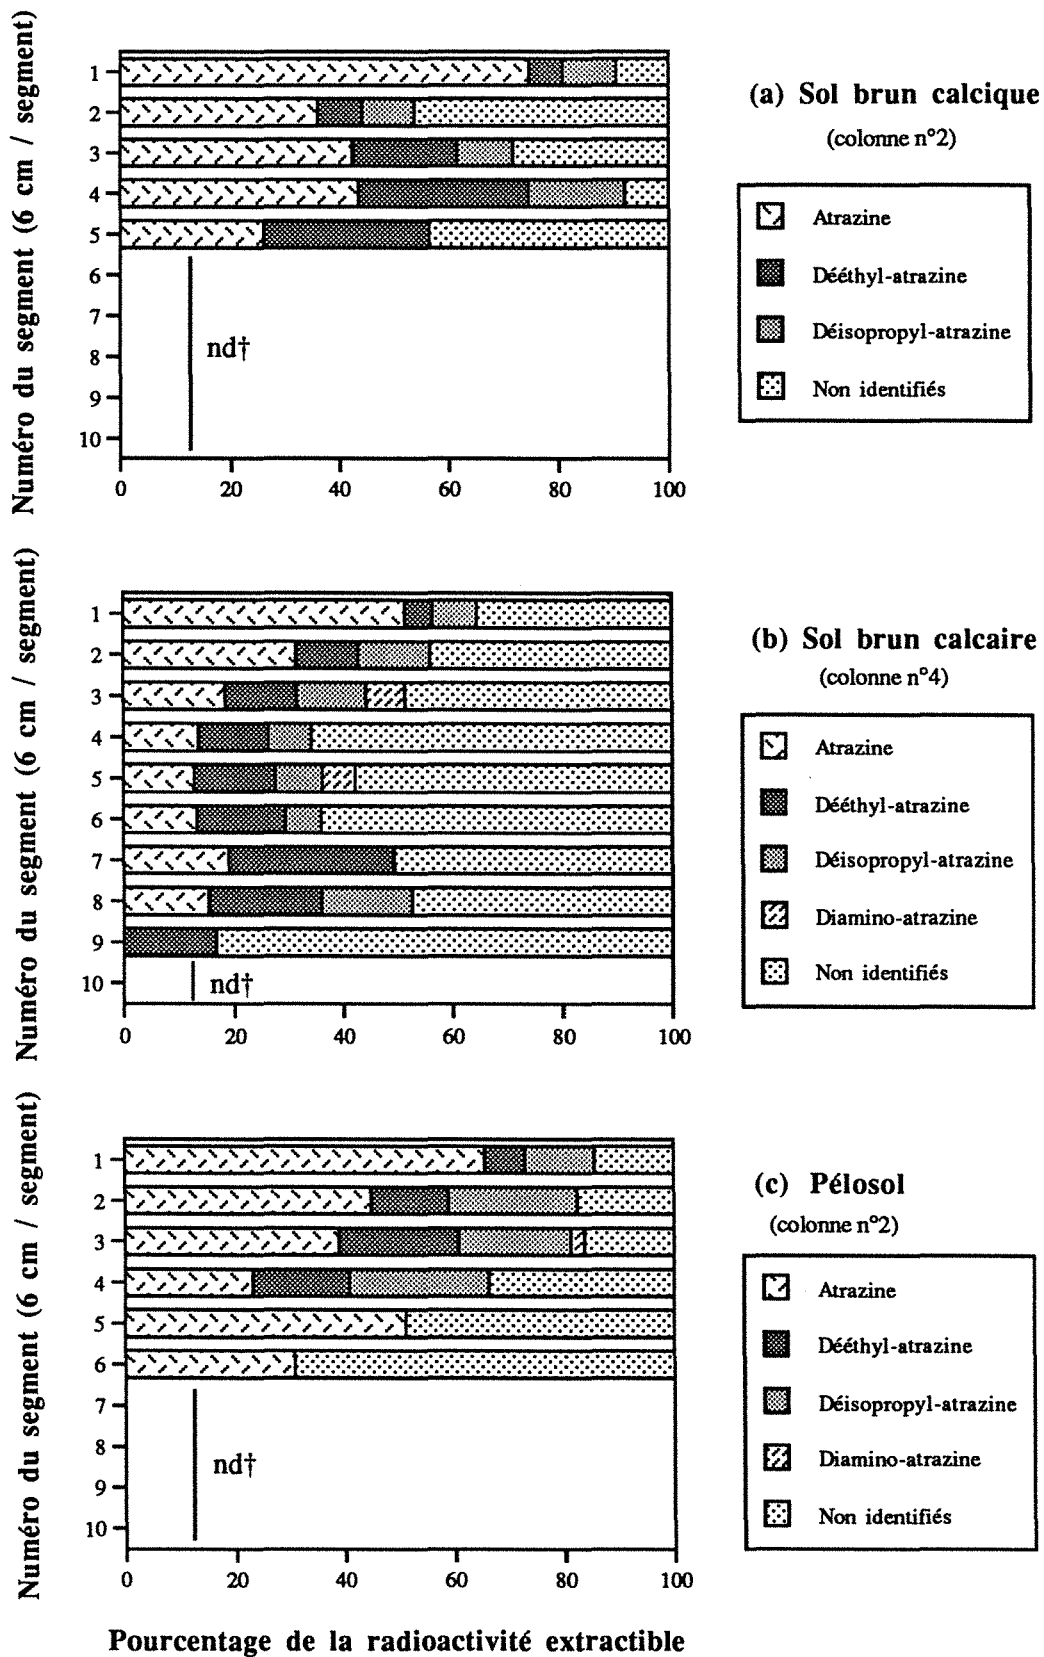 Numéro du segment (6 cm / segment)
1
2
3
4
5
6
7
8
9
10
nd†
0 20 40 60 80 100
(a) Sol brun calcique
(colonne n°2)
Atrazine
Dééthyl-atrazine
Déisopropyl-atrazine
Non identifiés
Numéro du segment (6 cm / segment)
1
2
3
4
5
6
7
8
9
10
nd†
0 20 40 60 80 100
(b) Sol brun calcaire
(colonne n°4)
Atrazine
Dééthyl-atrazine
Déisopropyl-atrazine
Diamino-atrazine
Non identifiés
Numéro du segment (6 cm / segment)
1
2
3
4
5
6
7
8
9
10
nd†
0 20 40 60 80 100
(c) Pélosol
(colonne n°2)
Atrazine
Dééthyl-atrazine
Déisopropyl-atrazine
Diamino-atrazine
Non identifiés
Pourcentage de la radioactivité extractible